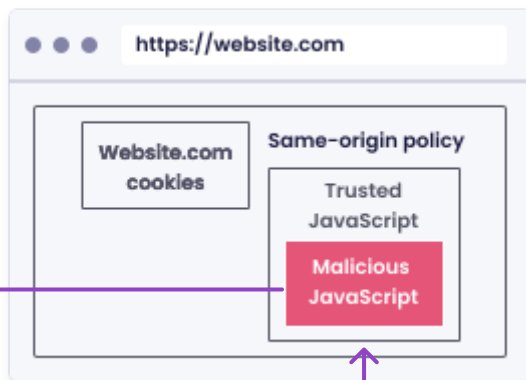 https://website.com
Website.com
cookies
Same-origin policy
Trusted
JavaScript
Malicious
JavaScript